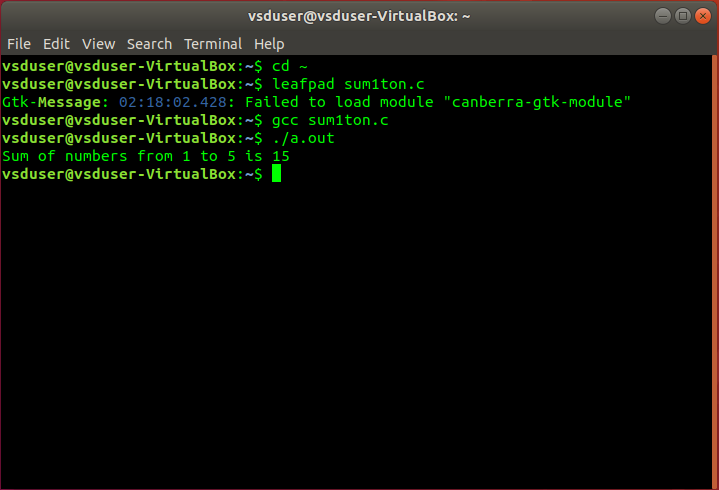 vsduser@vsduser-VirtualBox: ~
File Edit View Search Terminal Help
vsduser@vsduser-VirtualBox:~$ cd ~
vsduser@vsduser-VirtualBox:~$ leafpad sum1ton.c
Gtk-Message: 02:18:02.428: Failed to load module "canberra-gtk-module"
vsduser@vsduser-VirtualBox:~$ gcc sum1ton.c
vsduser@vsduser-VirtualBox:~$ ./a.out
Sum of numbers from 1 to 5 is 15
vsduser@vsduser-VirtualBox:~$